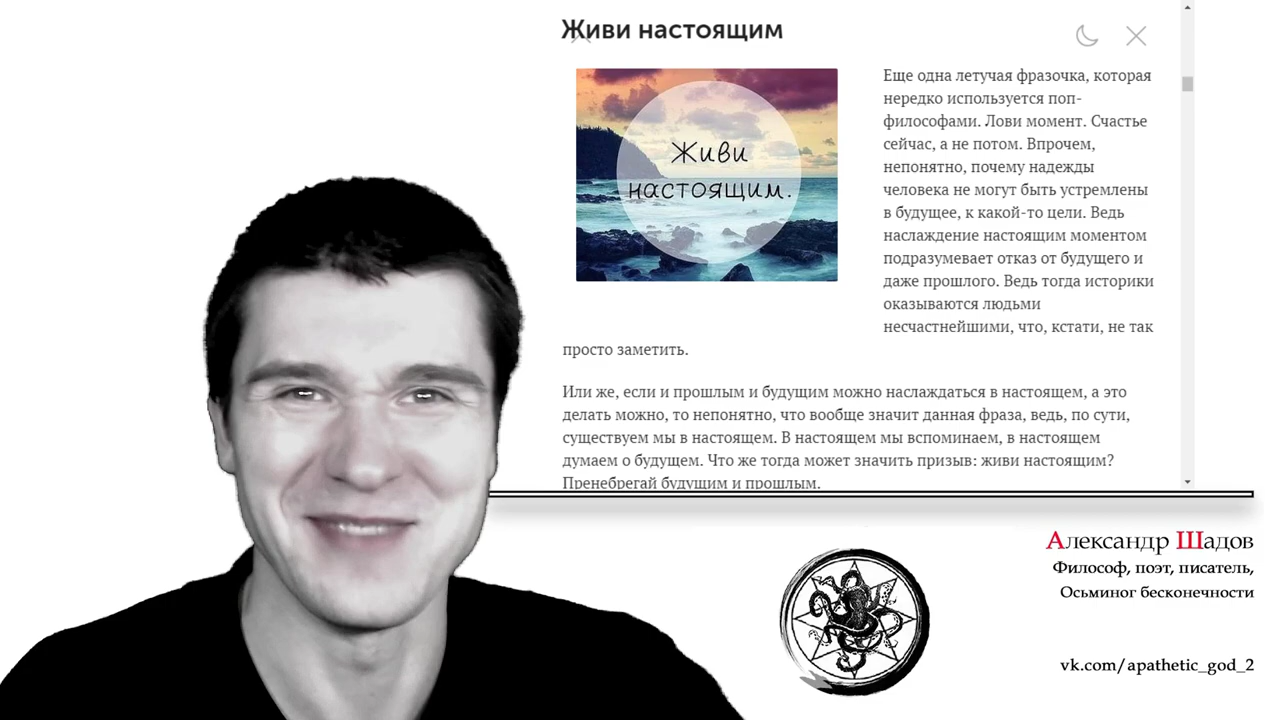 Живи настоящим
Живи
настоящим.
Еще одна летучая фразочка, которая
нередко используется поп-
философами. Лови момент. Счастье
сейчас, а не потом. Впрочем,
непонятно, почему надежды
человека не могут быть устремлены
в будущее, к какой-то цели. Ведь
наслаждение настоящим моментом
подразумевает отказ от будущего и
даже прошлого. Ведь тогда историки
оказываются людьми
несчастнейшими, что, кстати, не так
просто заметить.
Или же, если и прошлым и будущим можно наслаждаться в настоящем, а это
делать можно, то непонятно, что вообще значит данная фраза, ведь, по сути,
существуем мы в настоящем. В настоящем мы вспоминаем, в настоящем
думаем о будущем. Что же тогда может значить призыв: живи настоящим?
Пренебрегай будущим и прошлым.
Александр Шадов
Философ, поэт, писатель,
Осьминог бесконечности
vk.com/apathetic_god_2